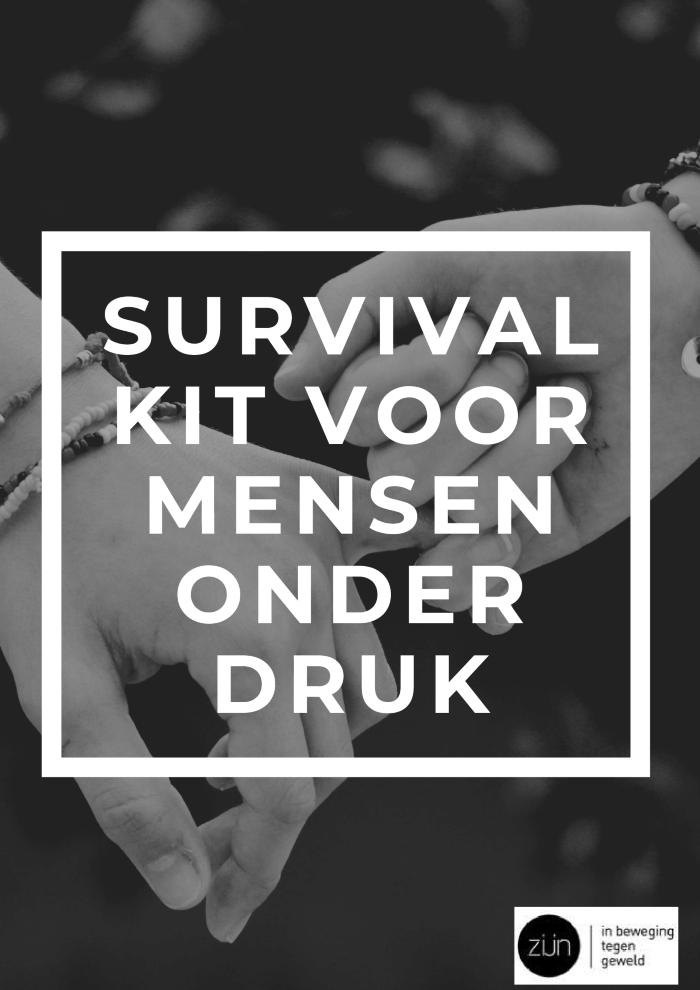 SURVIVAL
KIT VOOR
MENSEN
ONDER
DRUK
zijn
in beweging
tegen
geweld